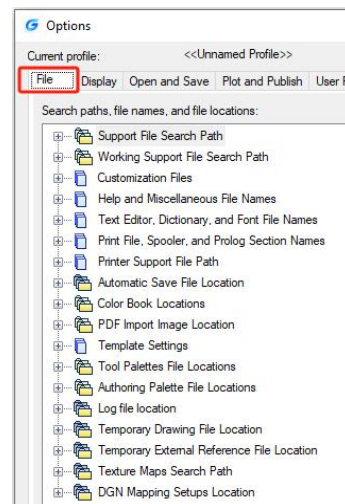 Options
Current profile: <<Unnamed Profile>>
File Display Open and Save Plot and Publish User
Search paths, file names, and file locations:
Support File Search Path
Working Support File Search Path
Customization Files
Help and Miscellaneous File Names
Text Editor, Dictionary, and Font File Names
Print File, Spooler, and Prolog Section Names
Printer Support File Path
Automatic Save File Location
Color Book Locations
PDF Import Image Location
Template Settings
Tool Palettes File Locations
Authoring Palette File Locations
Log file location
Temporary Drawing File Location
Temporary External Reference File Location
Texture Maps Search Path
DGN Mapping Setups Location